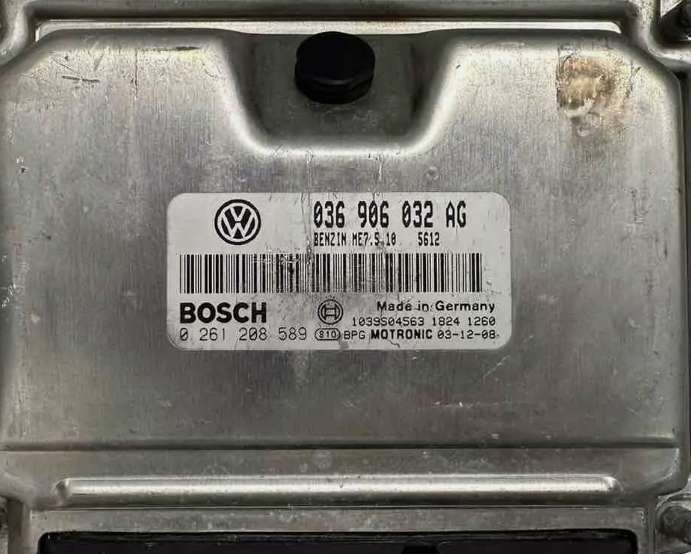 036 906 032 AG
BENZIN ME7.5.10 5612
BOSCH
Made in Germany
1039S04563 1824 1260
0 261 208 589 810 BPG MOTRONIC 03-12-08